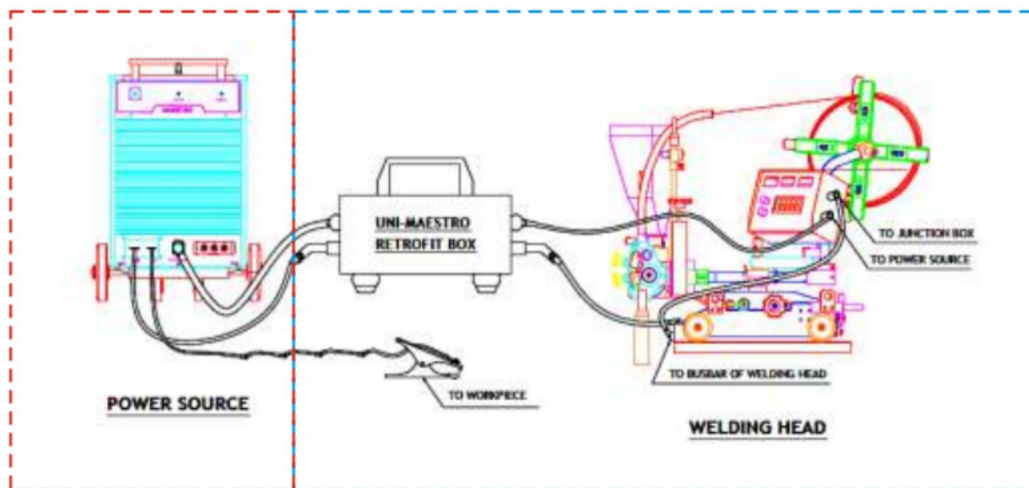 UNI-MAESTRO
RETROFIT BOX
TO JUNCTION BOX
TO POWER SOURCE
TO BUSBAR OF WELDING HEAD
TO WORKPIECE
POWER SOURCE
WELDING HEAD